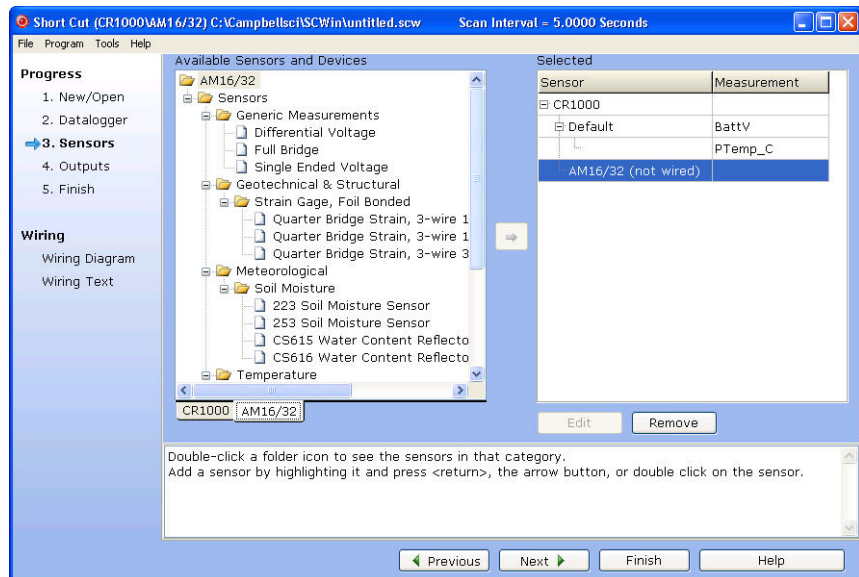 Short Cut (CR1000\AM16/32) C:\Campbellsci\SCWin\untitled.scw Scan Interval = 5.0000 Seconds
File Program Tools Help
Progress
1. New/Open
2. Datalogger
3. Sensors
4. Outputs
5. Finish
Wiring
Wiring Diagram
Wiring Text
Available Sensors and Devices
AM16/32
Sensors
Generic Measurements
Differential Voltage
Full Bridge
Single Ended Voltage
Geotechnical & Structural
Strain Gage, Foil Bonded
Quarter Bridge Strain, 3-wire 1
Quarter Bridge Strain, 3-wire 1
Quarter Bridge Strain, 3-wire 3
Meteorological
Soil Moisture
223 Soil Moisture Sensor
253 Soil Moisture Sensor
CS615 Water Content Reflecto
CS616 Water Content Reflecto
Temperature
CR1000 AM16/32
Selected
Sensor Measurement
CR1000
Default BattV
PTemp_C
AM16/32 (not wired)
Edit Remove
Double-click a folder icon to see the sensors in that category.
Add a sensor by highlighting it and press <return>, the arrow button, or double click on the sensor.
Previous Next Finish Help